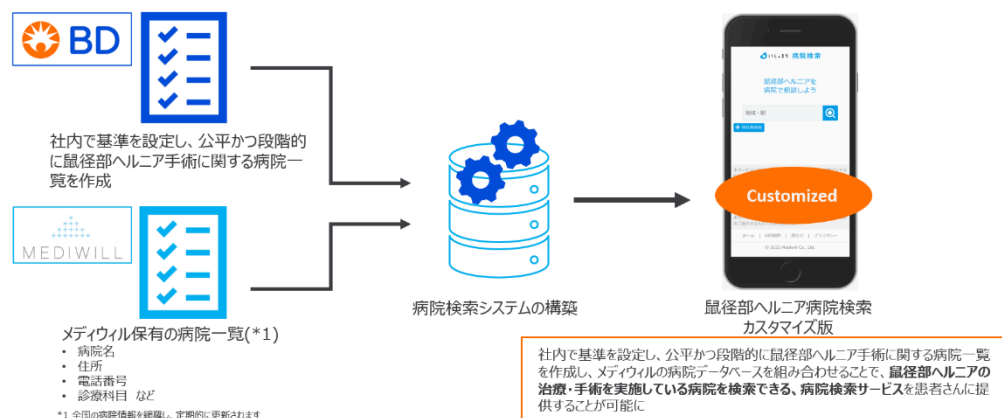 BD
社内で基準を設定し、公平かつ段階的
に鼠径部ヘルニア手術に関する病院一
覧を作成
MEDIWILL
メディウィル保有の病院一覧(*1)
• 病院名
• 住所
• 電話番号
• 診療科目 など
*1 全国の病院情報を網羅し、定期的に更新されます
病院検索システムの構築
いしゃまち 病院検索
鼠径部ヘルニアを
病院で相談しよう
地域・駅
Customized
© 2022 Mediwill Co., Ltd.
鼠径部ヘルニア病院検索
カスタマイズ版
社内で基準を設定し、公平かつ段階的に鼠径部ヘルニア手術に関する病院一覧
を作成し、メディウィルの病院データベースを組み合わせることで、鼠径部ヘルニアの
治療・手術を実施している病院を検索できる、病院検索サービスを患者さんに提
供することが可能に